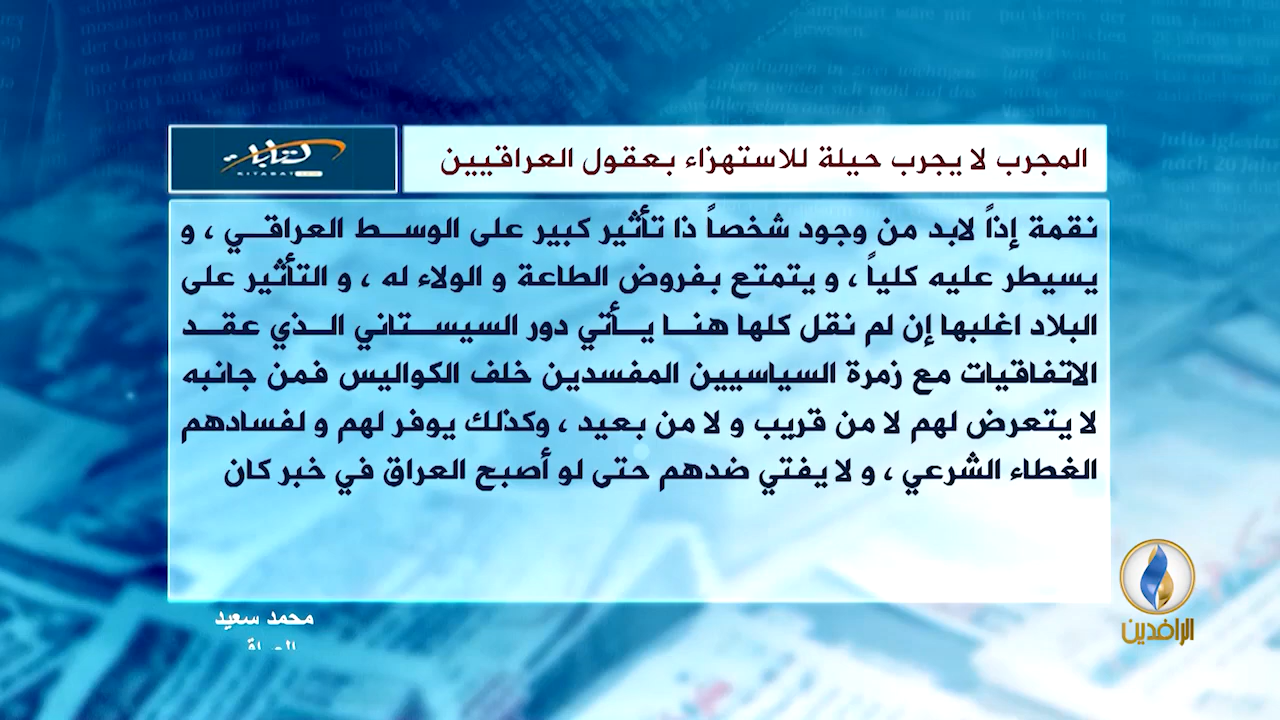 المجرب لا يجرب حيلة للاستهزاء بعقول العراقيين
كتابات
KITABAT
نقمة إذاً لابد من وجود شخصاً ذا تأثير كبير على الوسط العراقي ، و
يسيطر عليه كلياً ، و يتمتع بفروض الطاعة و الولاء له ، و التأثير على
البلاد اغلبها إن لم نقل كلها هنا يأتي دور السيستاني الذي عقد
الاتفاقيات مع زمرة السياسيين المفسدين خلف الكواليس فمن جانبه
لا يتعرض لهم لا من قريب و لا من بعيد ، وكذلك يوفر لهم و لفسادهم
الغطاء الشرعي ، و لا يفتي ضدهم حتى لو أصبح العراق في خبر كان
محمد سعيد
الرافدين